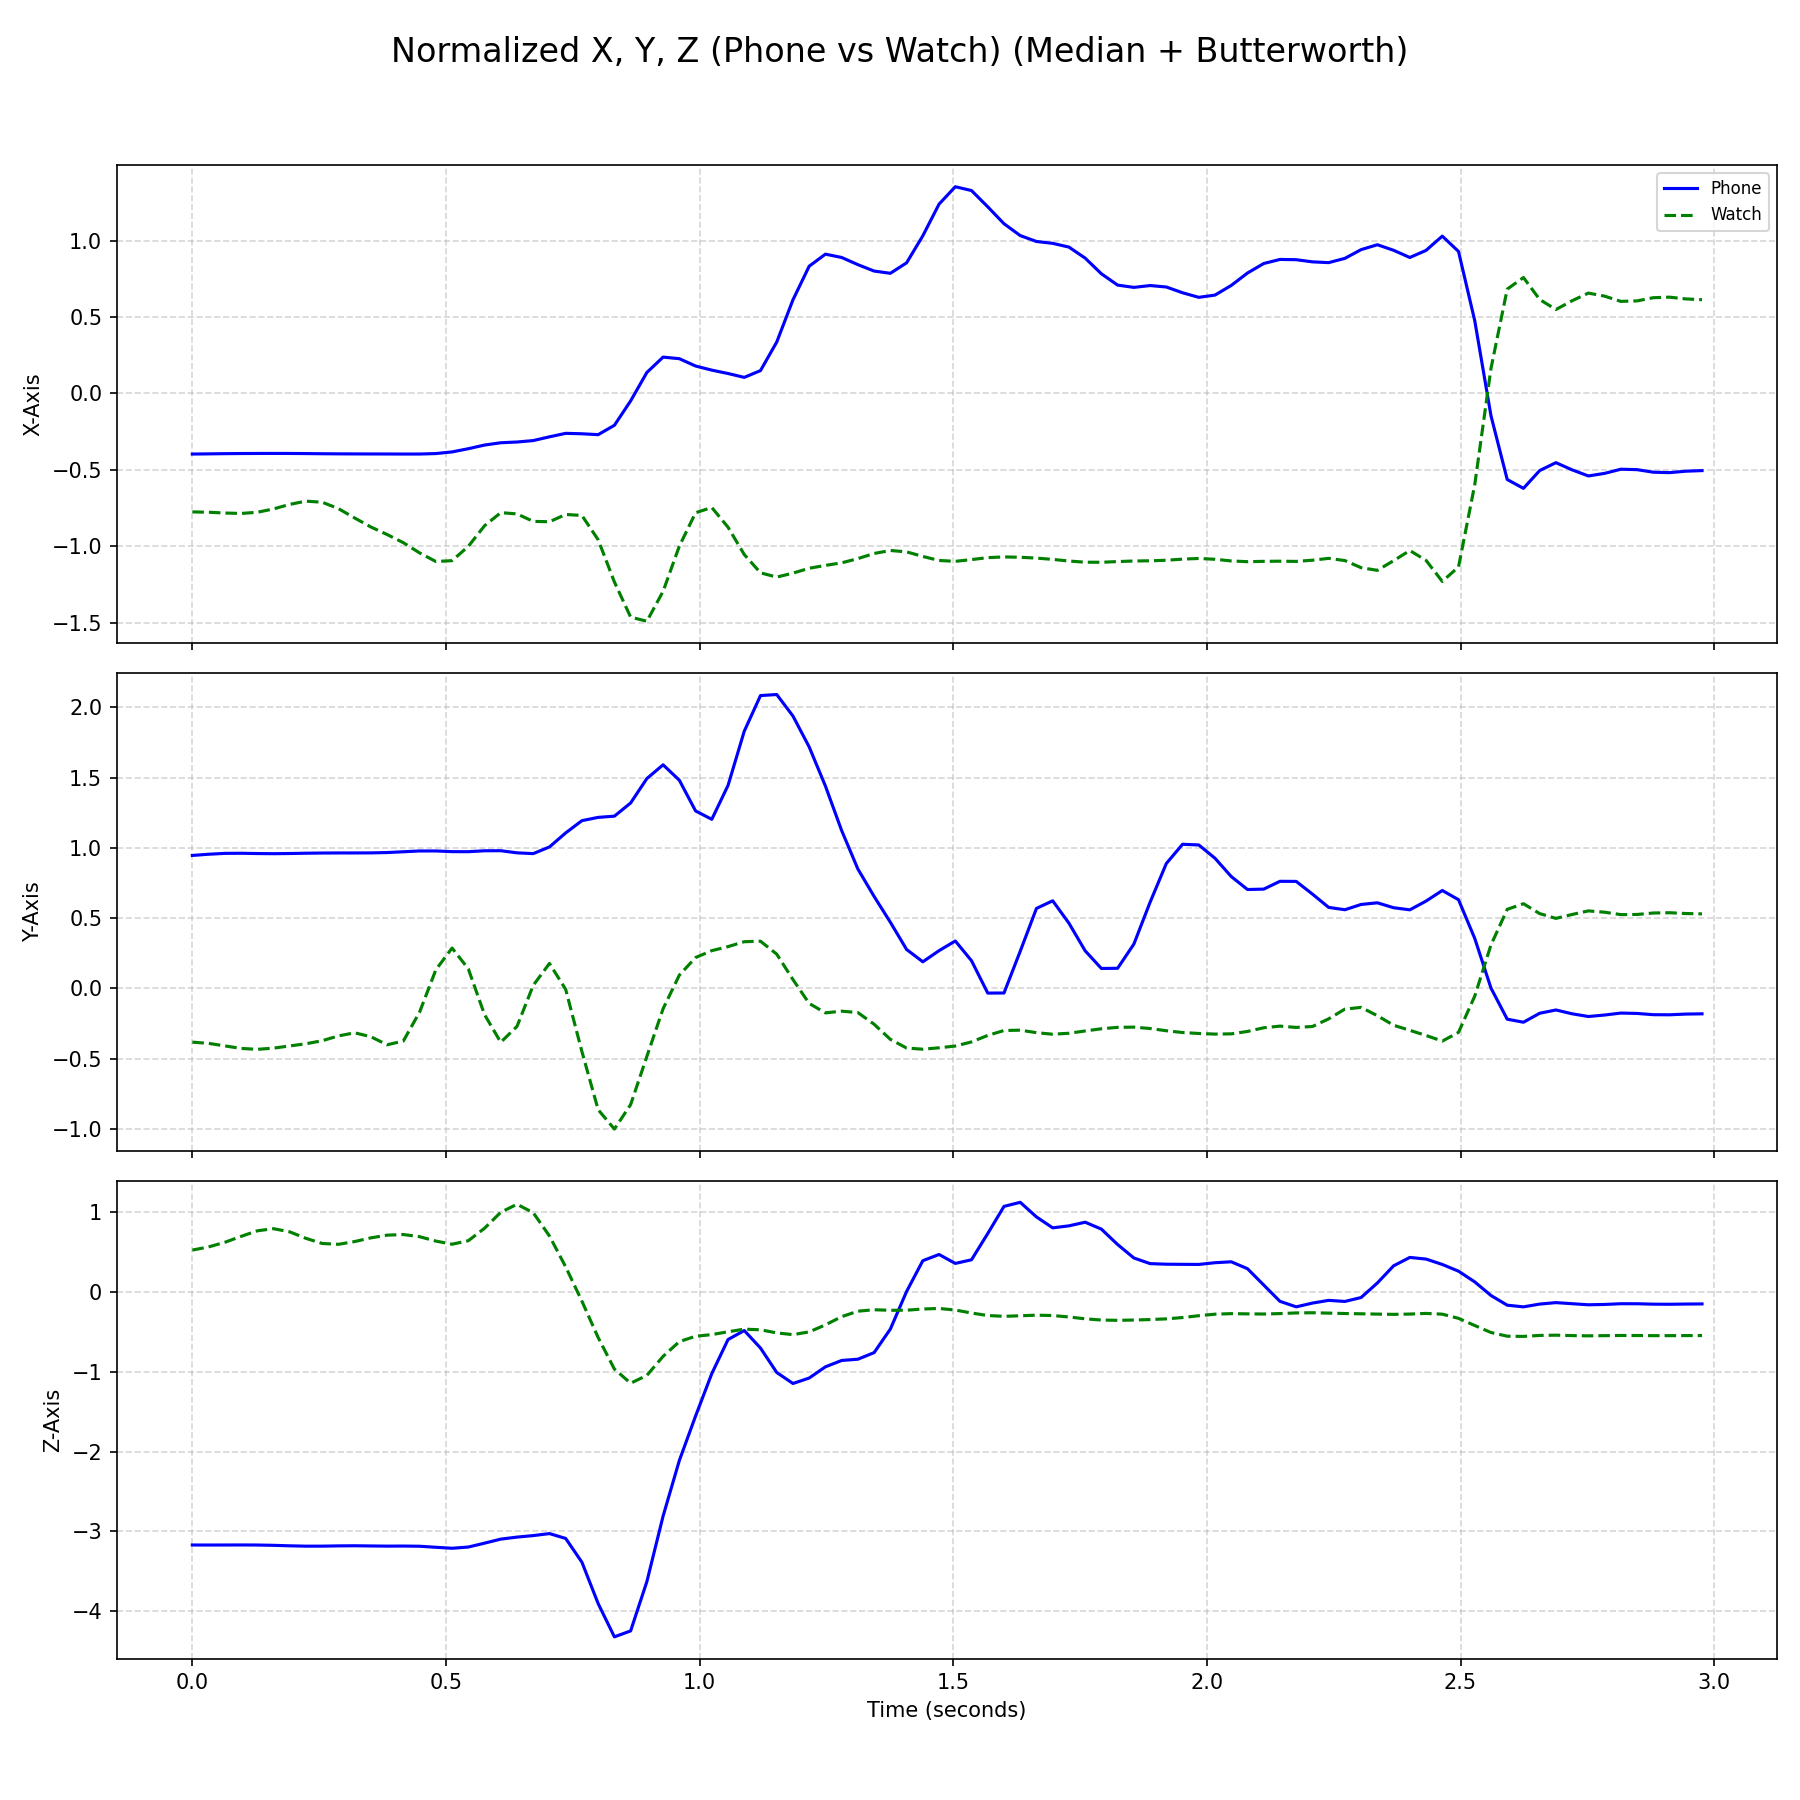 Normalized X, Y, Z (Phone vs Watch) (Median + Butterworth)
Phone
Watch
X-Axis
1.0
0.5
0.0
−0.5
−1.0
−1.5
Y-Axis
2.0
1.5
1.0
0.5
0.0
−0.5
−1.0
Z-Axis
1
0
−1
−2
−3
−4
0.0 0.5 1.0 1.5 2.0 2.5 3.0
Time (seconds)